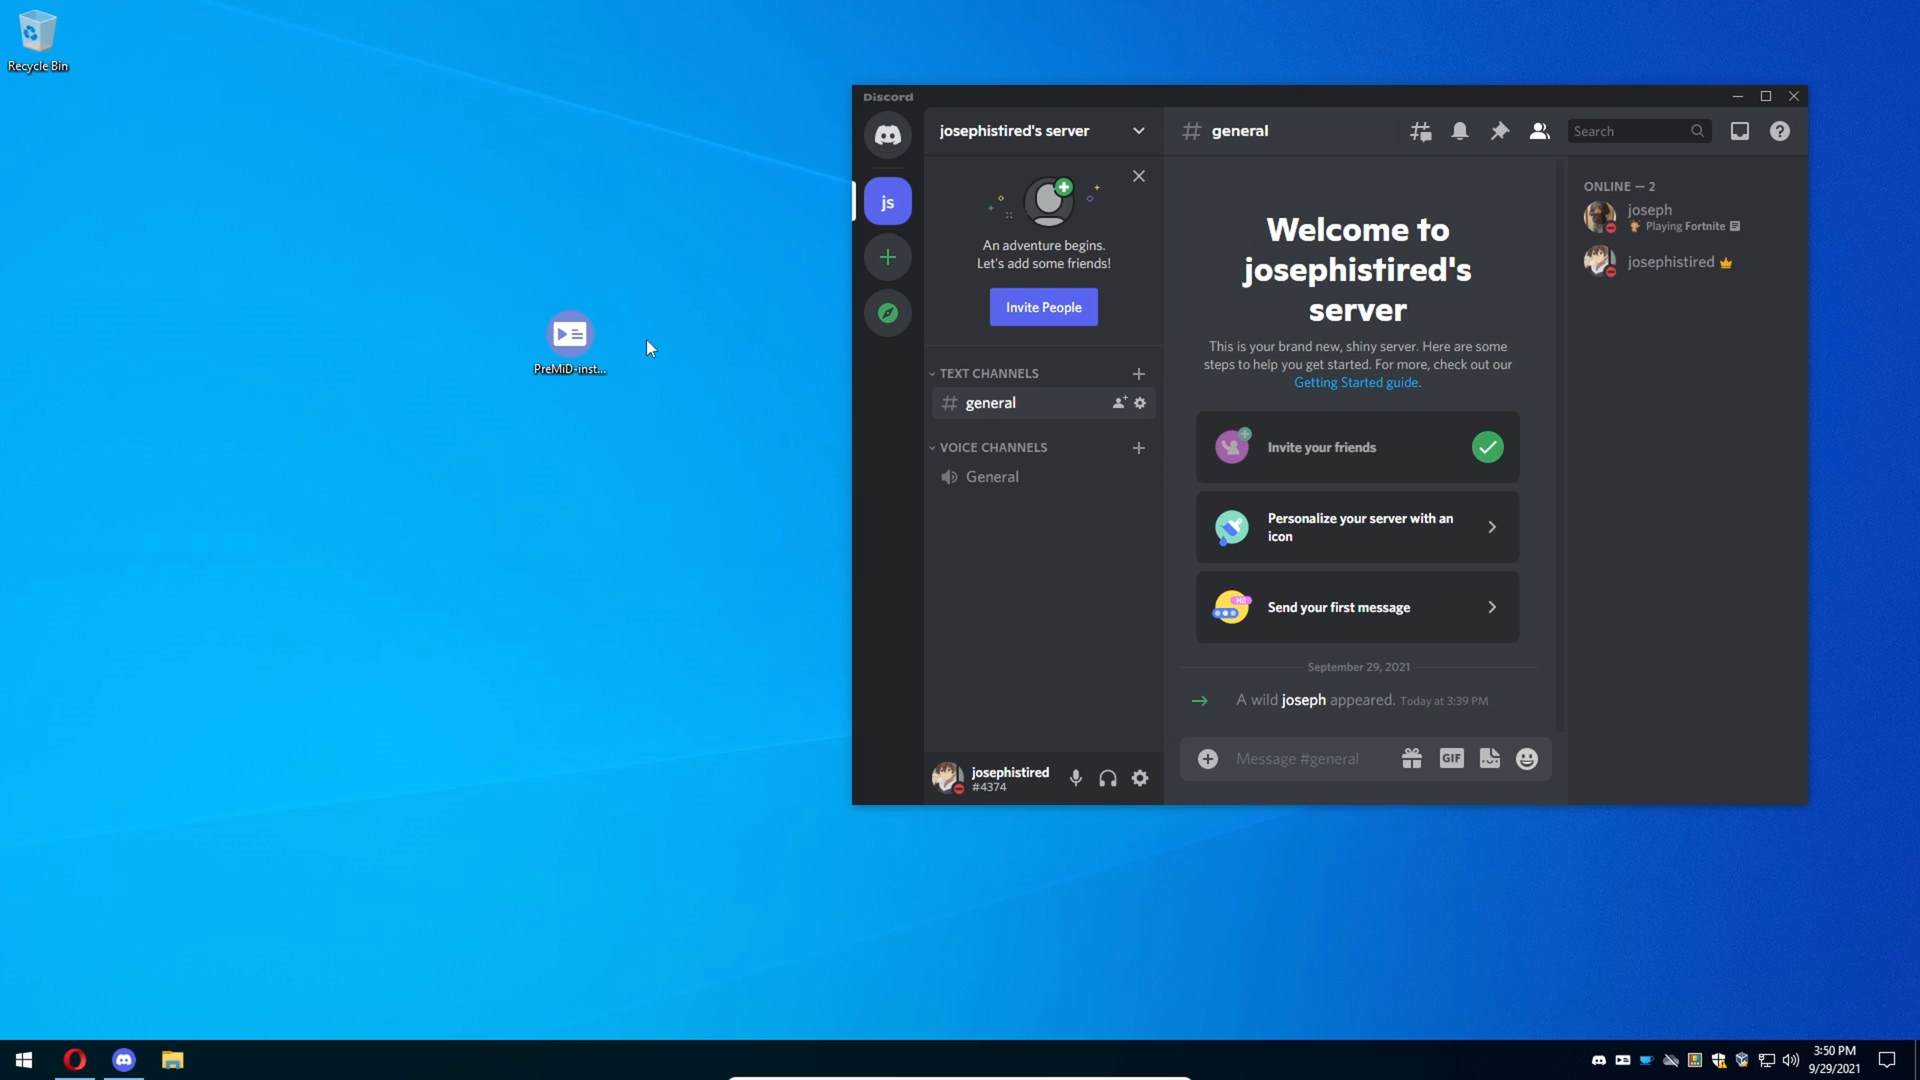 Recycle Bin
PreMiD-inst...
Discord
josephistired's server
general
Search
js
An adventure begins.
Let's add some friends!
Invite People
TEXT CHANNELS
general
VOICE CHANNELS
General
josephistired
#4374
Welcome to
josephistired's
server
This is your brand new, shiny server. Here are some
steps to help you get started. For more, check out our
Getting Started guide.
Invite your friends
Personalize your server with an
icon
Hi!
Send your first message
September 29, 2021
A wild joseph appeared. Today at 3:39 PM
Message #general
GIF
ONLINE — 2
joseph
Playing Fortnite
josephistired
3:50 PM
9/29/2021